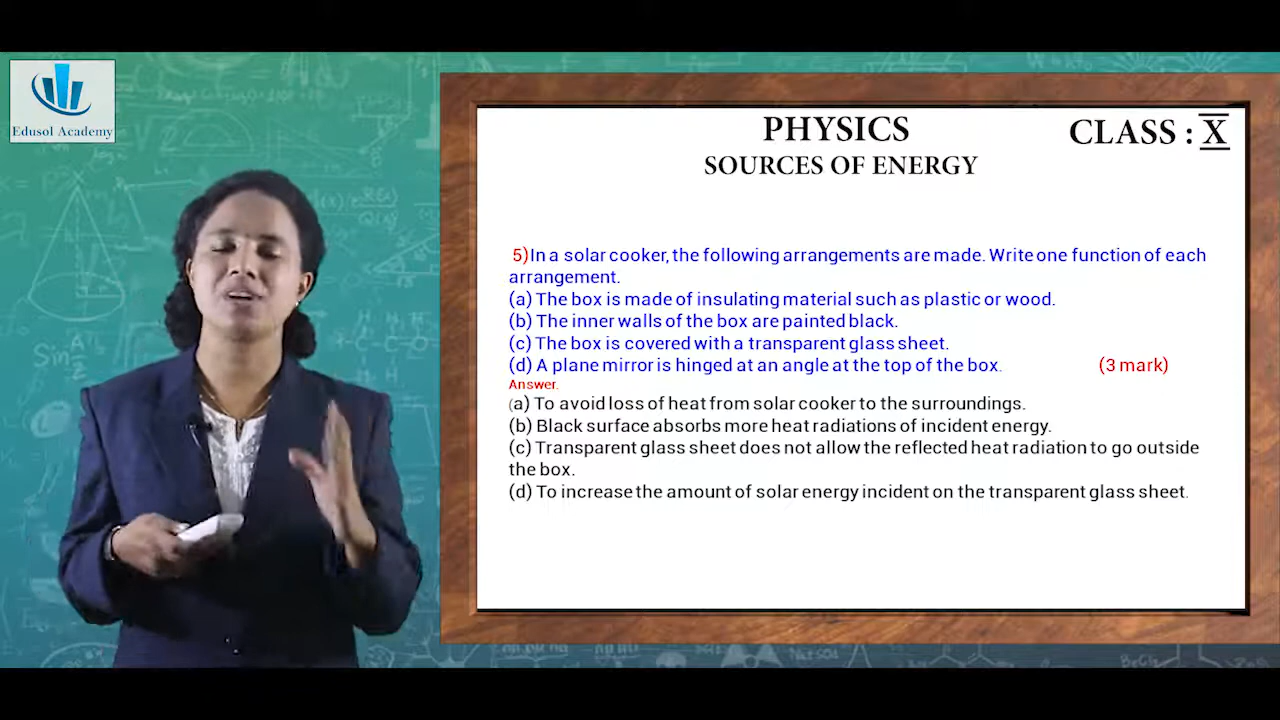 Edusol Academy
PHYSICS
CLASS : X
SOURCES OF ENERGY
5)In a solar cooker, the following arrangements are made. Write one function of each
arrangement.
(a) The box is made of insulating material such as plastic or wood.
(b) The inner walls of the box are painted black.
(c) The box is covered with a transparent glass sheet.
(d) A plane mirror is hinged at an angle at the top of the box. (3 mark)
Answer.
(a) To avoid loss of heat from solar cooker to the surroundings.
(b) Black surface absorbs more heat radiations of incident energy.
(c) Transparent glass sheet does not allow the reflected heat radiation to go outside
the box.
(d) To increase the amount of solar energy incident on the transparent glass sheet.